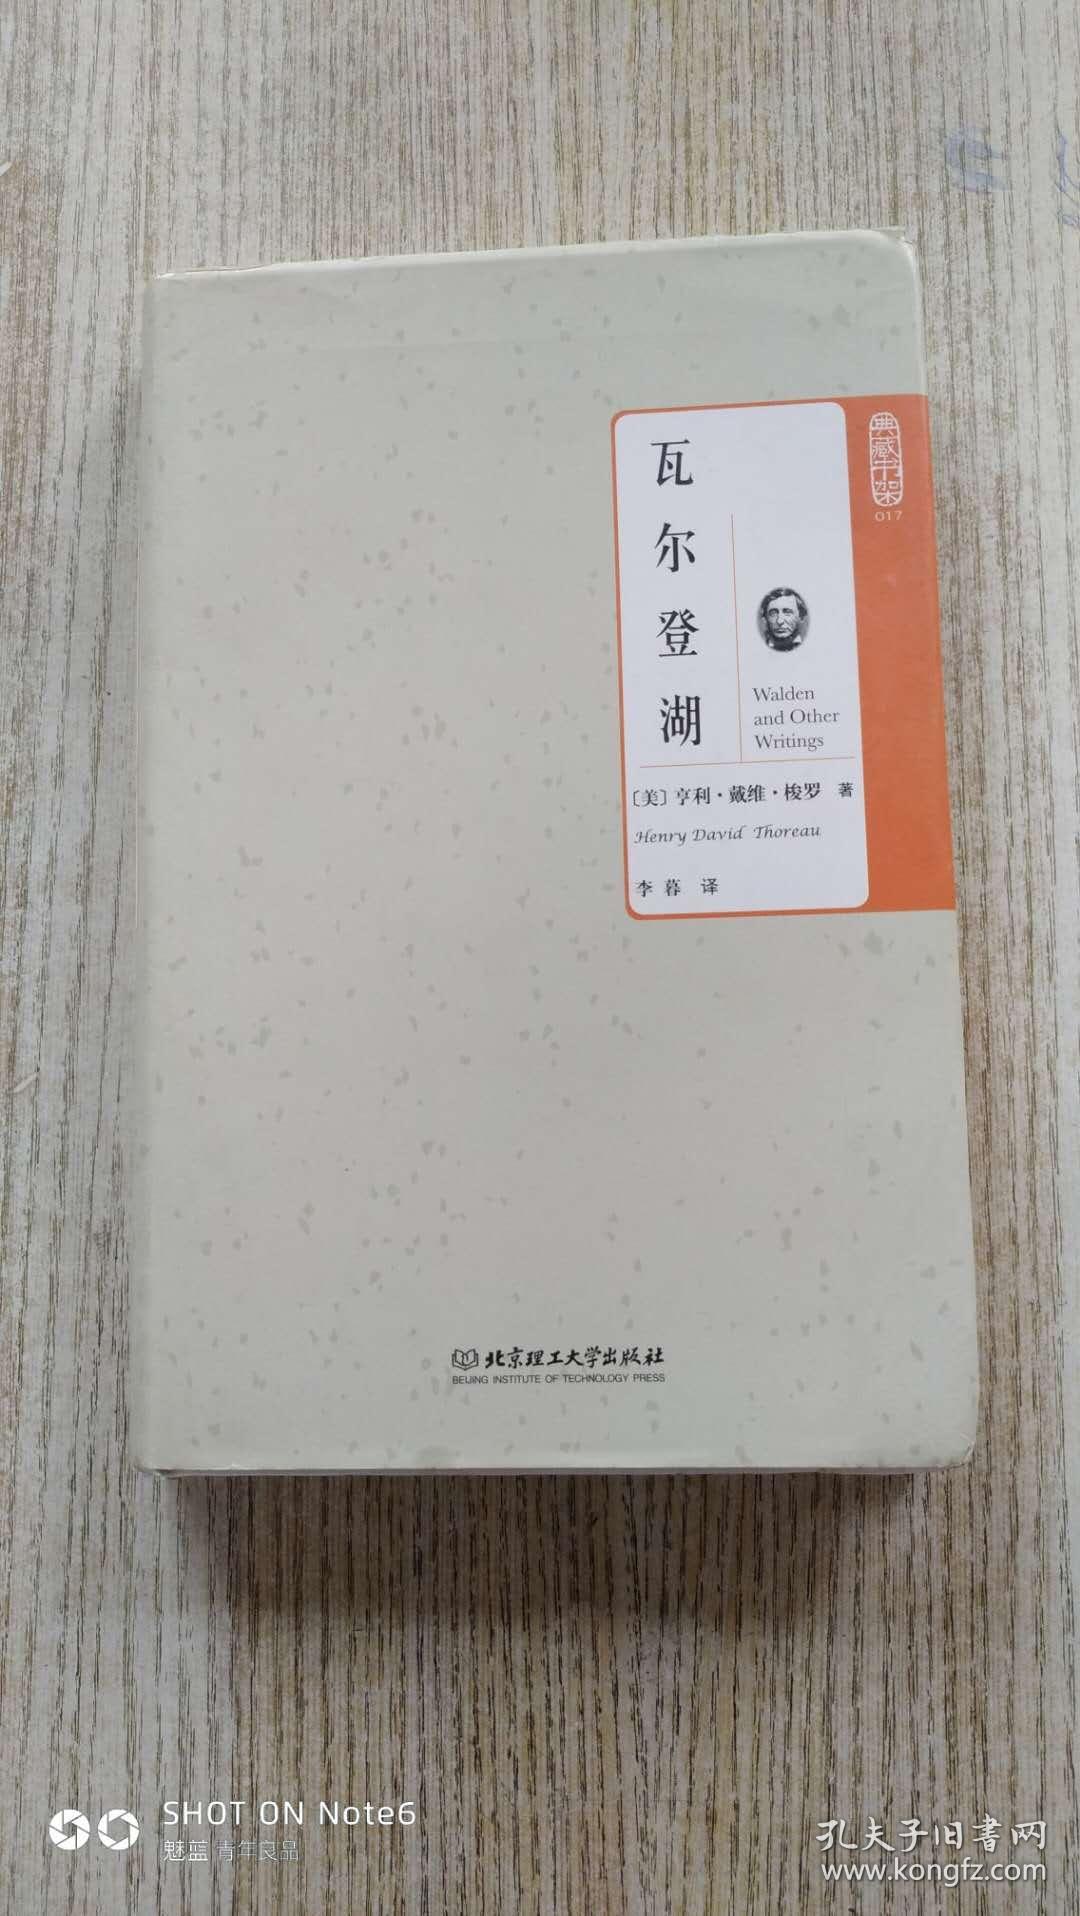 瓦尔登湖
Walden
and Other
Writings
[美] 亨利·戴维·梭罗 著
Henry David Thoreau
李暮 译
典藏书架
017
北京理工大学出版社
BEIJING INSTITUTE OF TECHNOLOGY PRESS
SHOT ON Note6
魅蓝 青年良品
孔夫子旧書网
www.kongfz.com